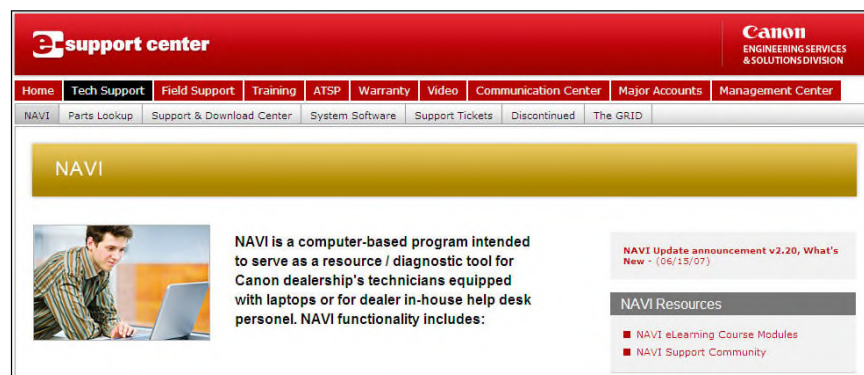 e-support center
Canon
ENGINEERING SERVICES
& SOLUTIONS DIVISION
Home Tech Support Field Support Training ATSP Warranty Video Communication Center Major Accounts Management Center
NAVI Parts Lookup Support & Download Center System Software Support Tickets Discontinued The GRID
NAVI
NAVI is a computer-based program intended
to serve as a resource / diagnostic tool for
Canon dealership's technicians equipped
with laptops or for dealer in-house help desk
personel. NAVI functionality includes:
NAVI Update announcement v2.20, What's
New - (06/15/07)
NAVI Resources
NAVI eLearning Course Modules
NAVI Support Community